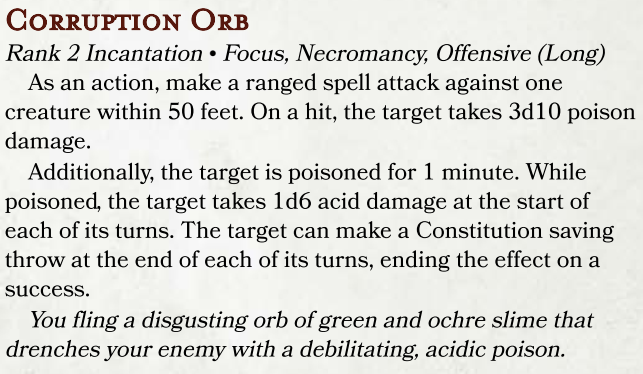 Corruption Orb
Rank 2 Incantation • Focus, Necromancy, Offensive (Long)
As an action, make a ranged spell attack against one
creature within 50 feet. On a hit, the target takes 3d10 poison
damage.
Additionally, the target is poisoned for 1 minute. While
poisoned, the target takes 1d6 acid damage at the start of
each of its turns. The target can make a Constitution saving
throw at the end of each of its turns, ending the effect on a
success.
You fling a disgusting orb of green and ochre slime that
drenches your enemy with a debilitating, acidic poison.